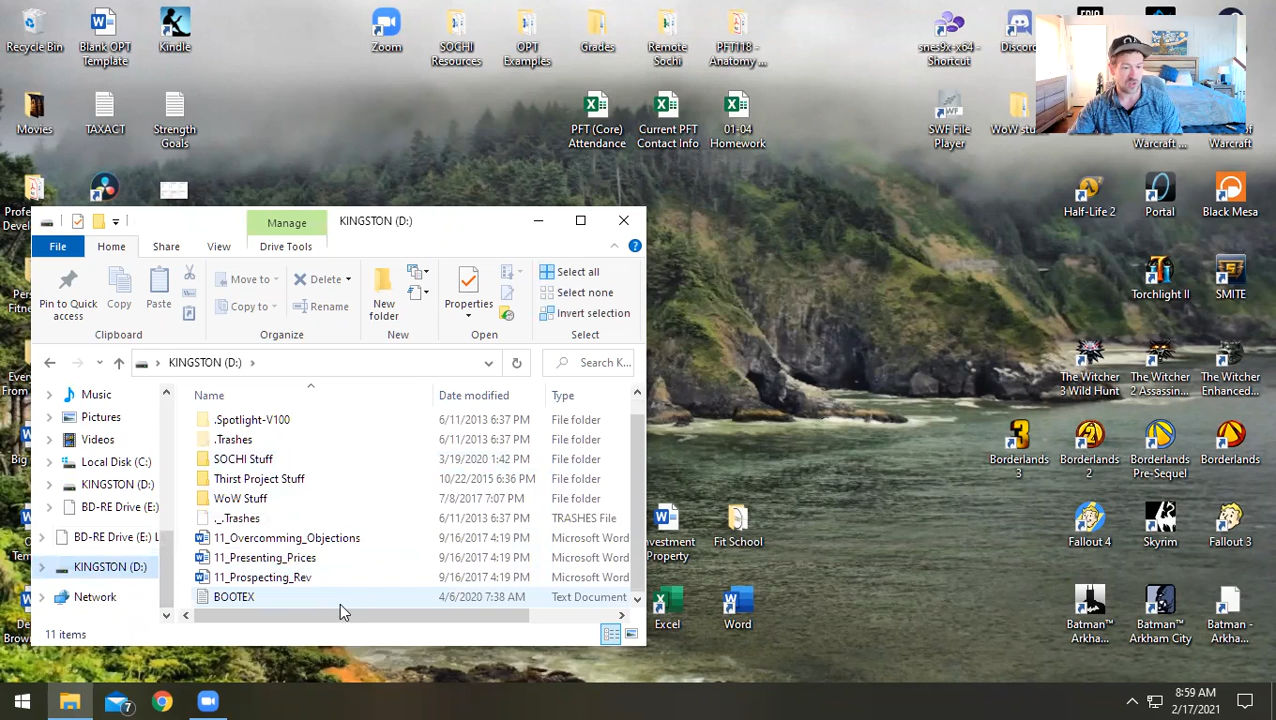 Recycle Bin
Blank OPT
Template
Kindle
Zoom
SOCHI
Resources
OPT
Examples
Grades
Remote
Sochi
PFT118 -
Anatomy ...
snes9x-x64 -
Shortcut
Discord
Movies
TAXACT
Strength
Goals
PFT (Core)
Attendance
Current PFT
Contact Info
01-04
Homework
SWF
SWF File
Player
WoW stu
Warcraft ...
Warcraft
Half-Life 2
Portal
Black Mesa
Torchlight II
SMITE
The Witcher
3 Wild Hunt
The Witcher
2 Assassin...
The Witcher
Enhanced...
Borderlands
3
Borderlands
2
Borderlands
Pre-Sequel
Borderlands
Fit School
Fallout 4
Skyrim
Fallout 3
Excel
Word
Batman™
Arkha...
Batman™
Arkham City
Batman -
Arkha...
Manage
KINGSTON (D:)
File
Home
Share
View
Drive Tools
Pin to Quick
access
Copy
Paste
Clipboard
Move to
Copy to
Delete
Rename
Organize
New
folder
New
Properties
Open
Select all
Select none
Invert selection
Select
KINGSTON (D:)
Search K...
Name
Date modified
Type
Music
Pictures
Videos
Local Disk (C:)
KINGSTON (D:)
BD-RE Drive (E:)
BD-RE Drive (E:) L
KINGSTON (D:)
Network
.Spotlight-V100 6/11/2013 6:37 PM File folder
.Trashes 6/11/2013 6:37 PM File folder
SOCHI Stuff 3/19/2020 1:42 PM File folder
Thirst Project Stuff 10/22/2015 6:36 PM File folder
WoW Stuff 7/8/2017 7:07 PM File folder
._.Trashes 6/11/2013 6:37 PM TRASHES File
11_Overcomming_Objections 9/16/2017 4:19 PM Microsoft Word
11_Presenting_Prices 9/16/2017 4:19 PM Microsoft Word
11_Prospecting_Rev 9/16/2017 4:19 PM Microsoft Word
BOOTEX 4/6/2020 7:38 AM Text Document
11 items
7
8:59 AM
2/17/2021